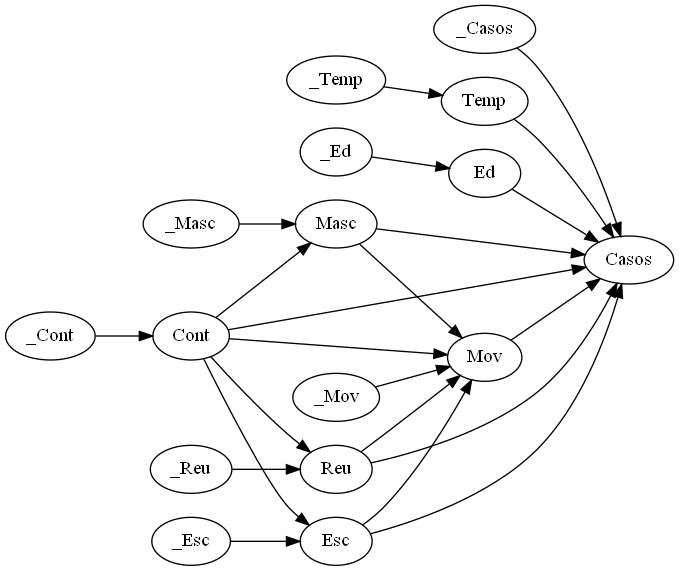 _Casos
_Temp
Temp
_Ed
Ed
_Masc
Masc
Casos
_Cont
Cont
Mov
_Mov
_Reu
Reu
_Esc
Esc